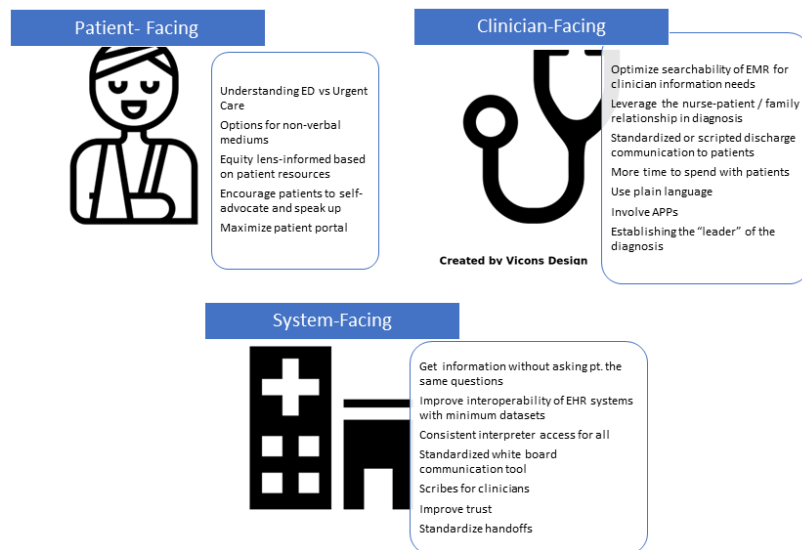 Patient- Facing
Understanding ED vs Urgent
Care
Options for non-verbal
mediums
Equity lens-informed based
on patient resources
Encourage patients to self-
advocate and speak up
Maximize patient portal
Clinician-Facing
Optimize searchability of EMR for
clinician information needs
Leverage the nurse-patient / family
relationship in diagnosis
Standardized or scripted discharge
communication to patients
More time to spend with patients
Use plain language
Involve APPs
Establishing the “leader” of the
diagnosis
Created by Vicons Design
System-Facing
Get information without asking pt. the
same questions
Improve interoperability of EHR systems
with minimum datasets
Consistent interpreter access for all
Standardized white board
communication tool
Scribes for clinicians
Improve trust
Standardize handoffs